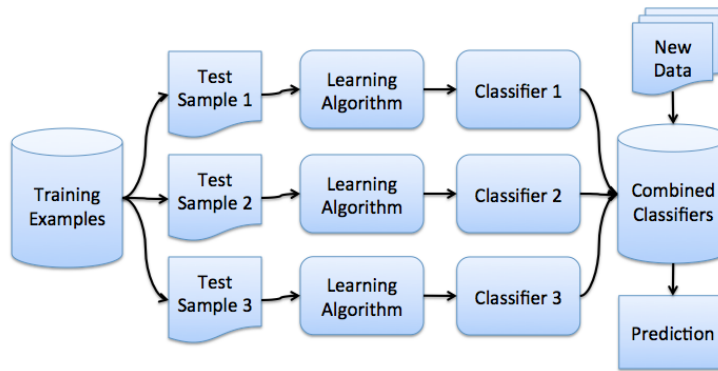 Training
Examples
Test
Sample 1
Learning
Algorithm
Classifier 1
Test
Sample 2
Learning
Algorithm
Classifier 2
Test
Sample 3
Learning
Algorithm
Classifier 3
New
Data
Combined
Classifiers
Prediction